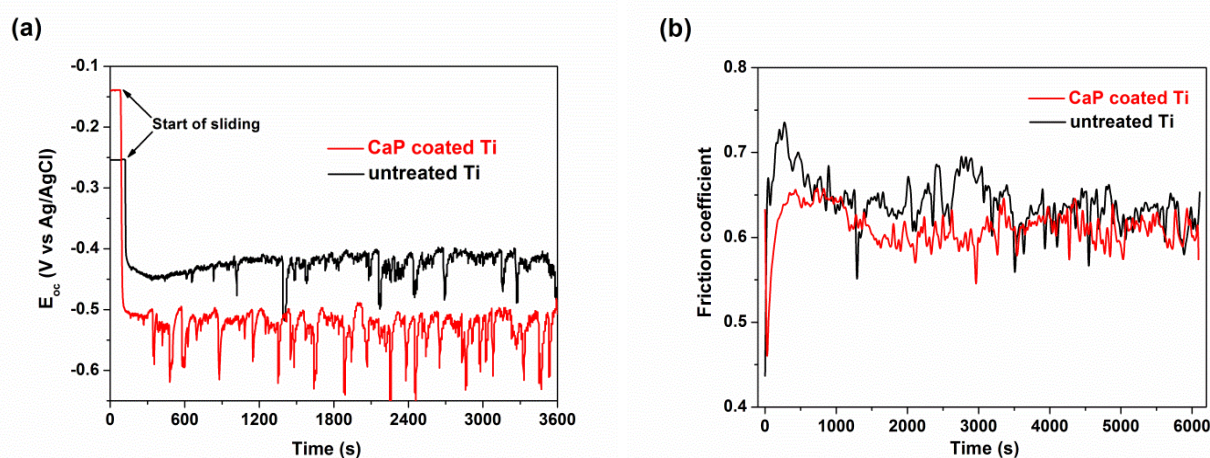 (a)
-0.1
-0.2
-0.3
-0.4
-0.5
-0.6
E_oc (V vs Ag/AgCl)
Start of sliding
CaP coated Ti
untreated Ti
0 600 1200 1800 2400 3000 3600
Time (s)
(b)
0.8
0.7
0.6
0.5
0.4
Friction coefficient
CaP coated Ti
untreated Ti
0 1000 2000 3000 4000 5000 6000
Time (s)